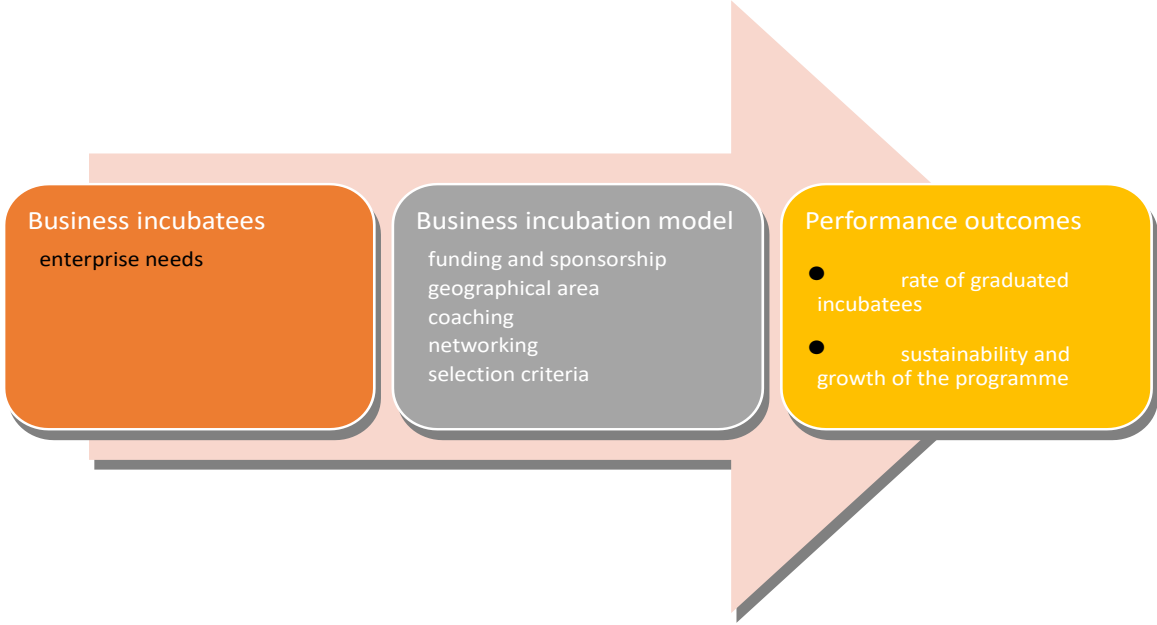 Business incubatees
enterprise needs
Business incubation model
funding and sponsorship
geographical area
coaching
networking
selection criteria
Performance outcomes
● rate of graduated
incubatees
● sustainability and
growth of the programme